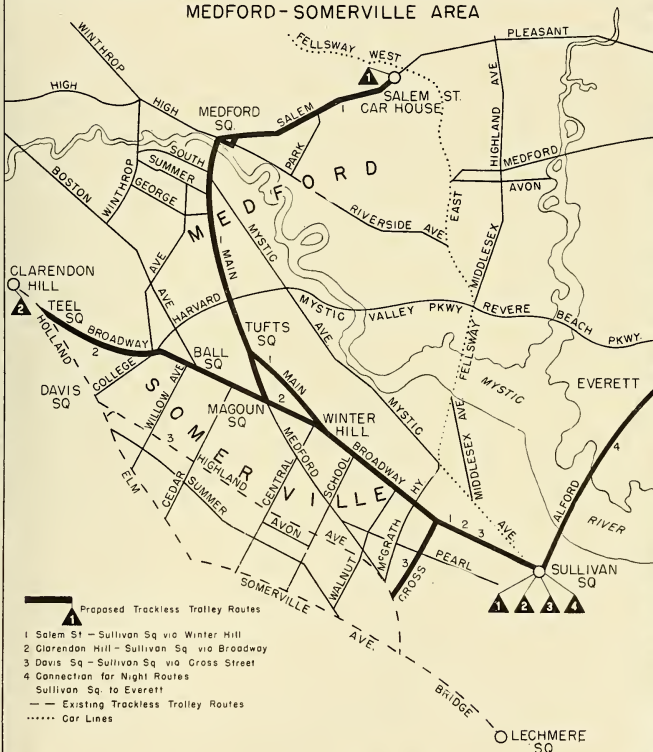 MEDFORD-SOMERVILLE AREA
WINTHROP
FELLSWAY WEST
PLEASANT
HIGH
HIGH
1
SALEM ST.
CAR HOUSE
MEDFORD
SQ.
SALEM
1
PARK
HIGHLAND AVE
MEDFORD
AVON
SOUTH
SUMMER
GEORGE
WINTHROP
BOSTON
AVE
MEDFORD
RIVERSIDE AVE.
EAST
MIDDLESEX
MAIN
MYSTIC
AVE
AVE
CLARENDON
HILL
2
TEEL
SQ
HOLLAND
BROADWAY
2
HARVARD
MYSTIC VALLEY PKWY
REVERE BEACH PKWY.
FELLSWAY
TUFTS
SQ
1
MAIN
BALL
SQ
COLLEGE
DAVIS
SQ
WILLOW AVE
MAGOUN
SQ
2
WINTER
HILL
MYSTIC
MYSTIC
EVERETT
4
SOMERVILLE
3
HIGHLAND
AVE
ELM
CEDAR
SUMMER
CENTRAL
MEDFORD
SCHOOL
BROADWAY
MIDDLESEX AVE
ALFORD
RIVER
AVON
WALNUT
McGRATH HY
1 2 3
AVE.
PEARL
3
CROSS
SULLIVAN
SQ
1 2 3 4
SOMERVILLE AVE.
BRIDGE
LECHMERE
SQ
1 Proposed Trackless Trolley Routes
1 Salem St - Sullivan Sq via Winter Hill
2 Clarendon Hill - Sullivan Sq via Broadway
3 Davis Sq - Sullivan Sq via Cross Street
4 Connection for Night Routes
Sullivan Sq. to Everett
Existing Trackless Trolley Routes
Car Lines